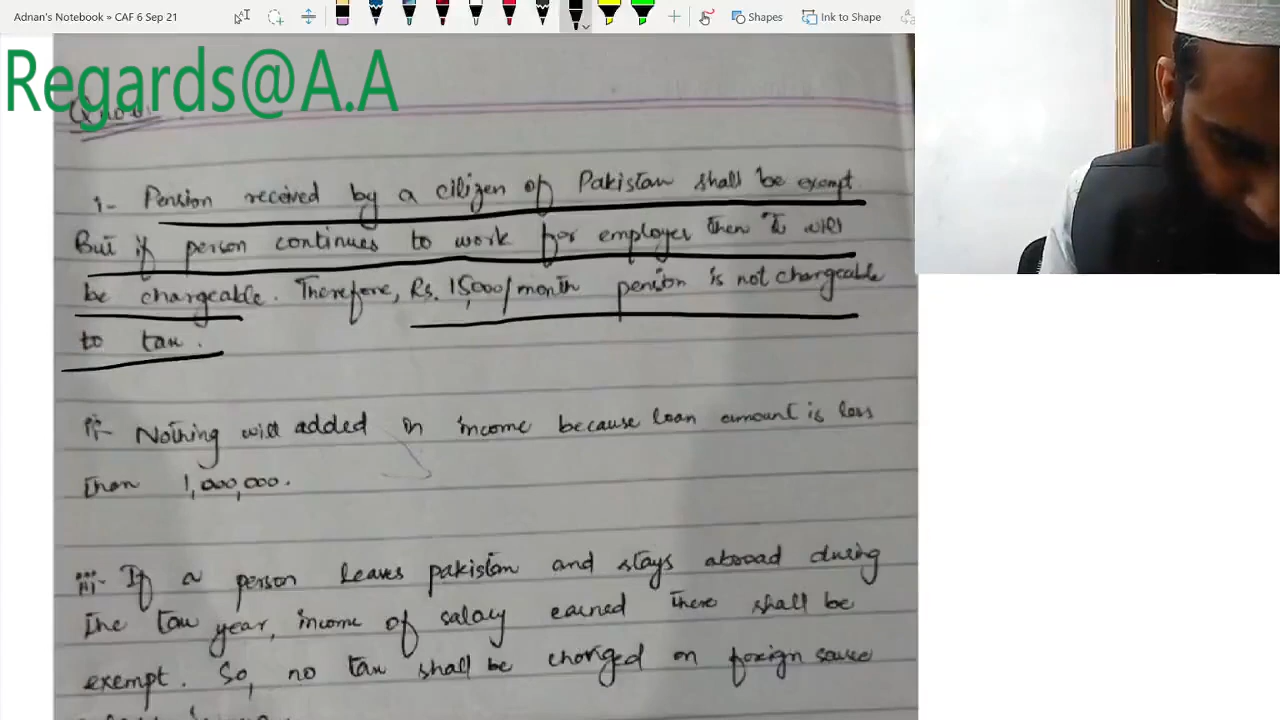 Adnan's Notebook » CAF 6 Sep 21
Shapes
Ink to Shape
Regards@A.A
i- Pension received by a citizen of Pakistan shall be exempt.
But if person continues to work for employer then it will
be chargeable. Therefore, Rs. 15,000/month pension is not chargeable
to tax.
ii- Nothing will added in income because loan amount is less
than 1,000,000.
iii- If a person leaves pakistan and stays abroad during
the tax year, income of salary earned there shall be
exempt. So, no tax shall be charged on foreign source